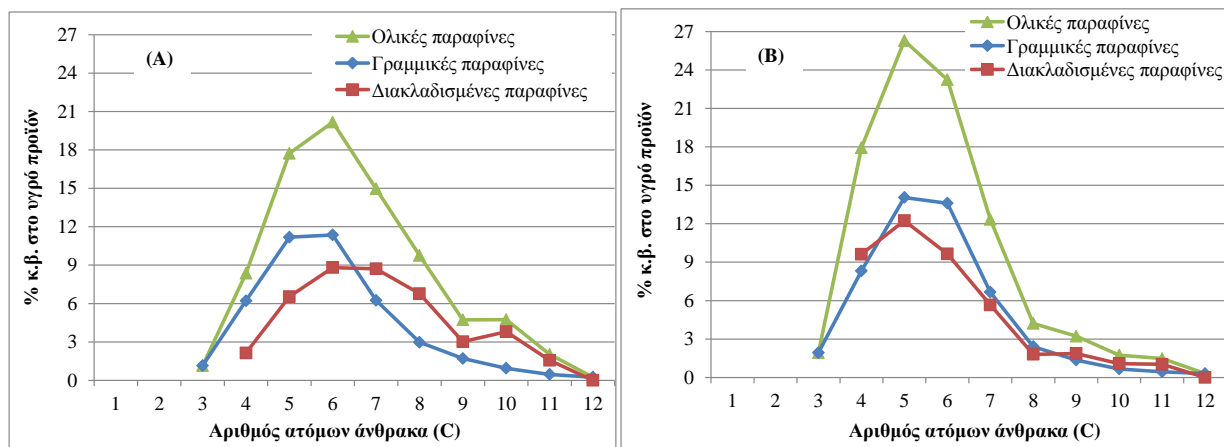 (A)
Ολικές παραφίνες
Γραμμικές παραφίνες
Διακλαδισμένες παραφίνες
% κ.β. στο υγρό προϊόν
27
24
21
18
15
12
9
6
3
0
1 2 3 4 5 6 7 8 9 10 11 12
Αριθμός ατόμων άνθρακα (C)
(B)
Ολικές παραφίνες
Γραμμικές παραφίνες
Διακλαδισμένες παραφίνες
% κ.β. στο υγρό προϊόν
27
24
21
18
15
12
9
6
3
0
1 2 3 4 5 6 7 8 9 10 11 12
Αριθμός ατόμων άνθρακα (C)